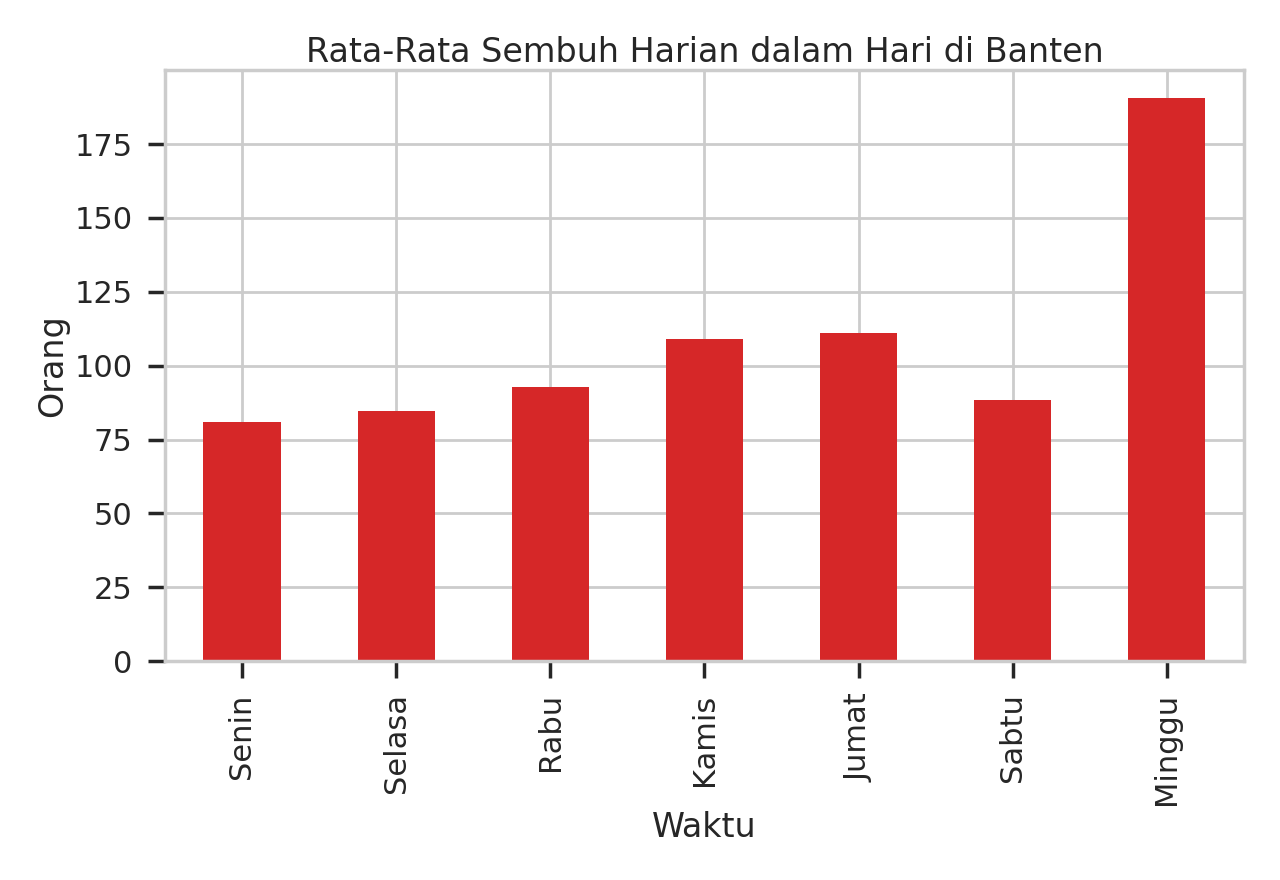 Rata-Rata Sembuh Harian dalam Hari di Banten
Orang
175
150
125
100
75
50
25
0
Senin
Selasa
Rabu
Kamis
Jumat
Sabtu
Minggu
Waktu